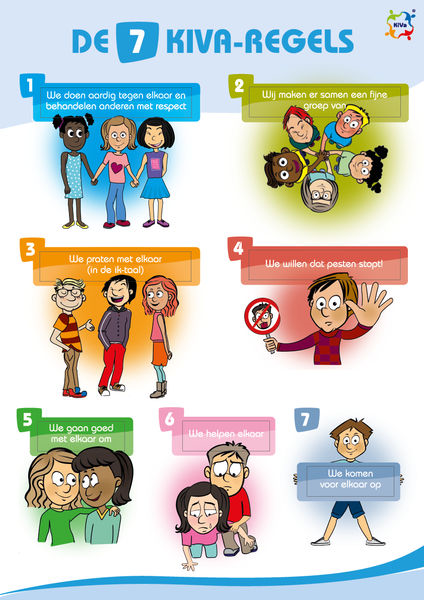 DE 7 KIVA-REGELS
KiVa
1
We doen aardig tegen elkaar en
behandelen anderen met respect
2
Wij maken er samen een fijne
groep van
3
We praten met elkaar
(in de ik-taal)
4
We willen dat pesten stopt!
5
We gaan goed
met elkaar om
6
We helpen elkaar
7
We komen
voor elkaar op